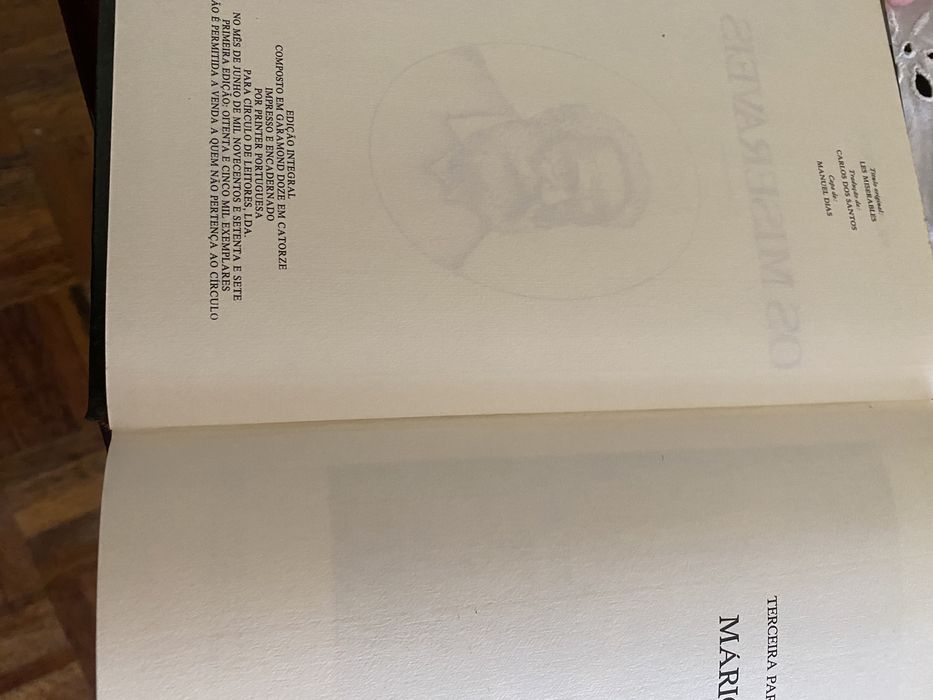 Título original:
LES MISERABLES
Tradução de:
CARLOS DOS SANTOS
Capa de:
MANUEL DIAS
OS MISERAVEIS
EDIÇÃO INTEGRAL
COMPOSTO EM GARAMOND DOZE EM CATORZE
IMPRESSO E ENCADERNADO
POR PRINTER PORTUGUESA
PARA CÍRCULO DE LEITORES, LDA.
NO MÊS DE JUNHO DE MIL NOVECENTOS E SETENTA E SETE
PRIMEIRA EDIÇÃO: OITENTA E CINCO MIL EXEMPLARES
ÃO É PERMITIDA A VENDA A QUEM NÃO PERTENÇA AO CÍRCULO
TERCEIRA PAR
MÁRI